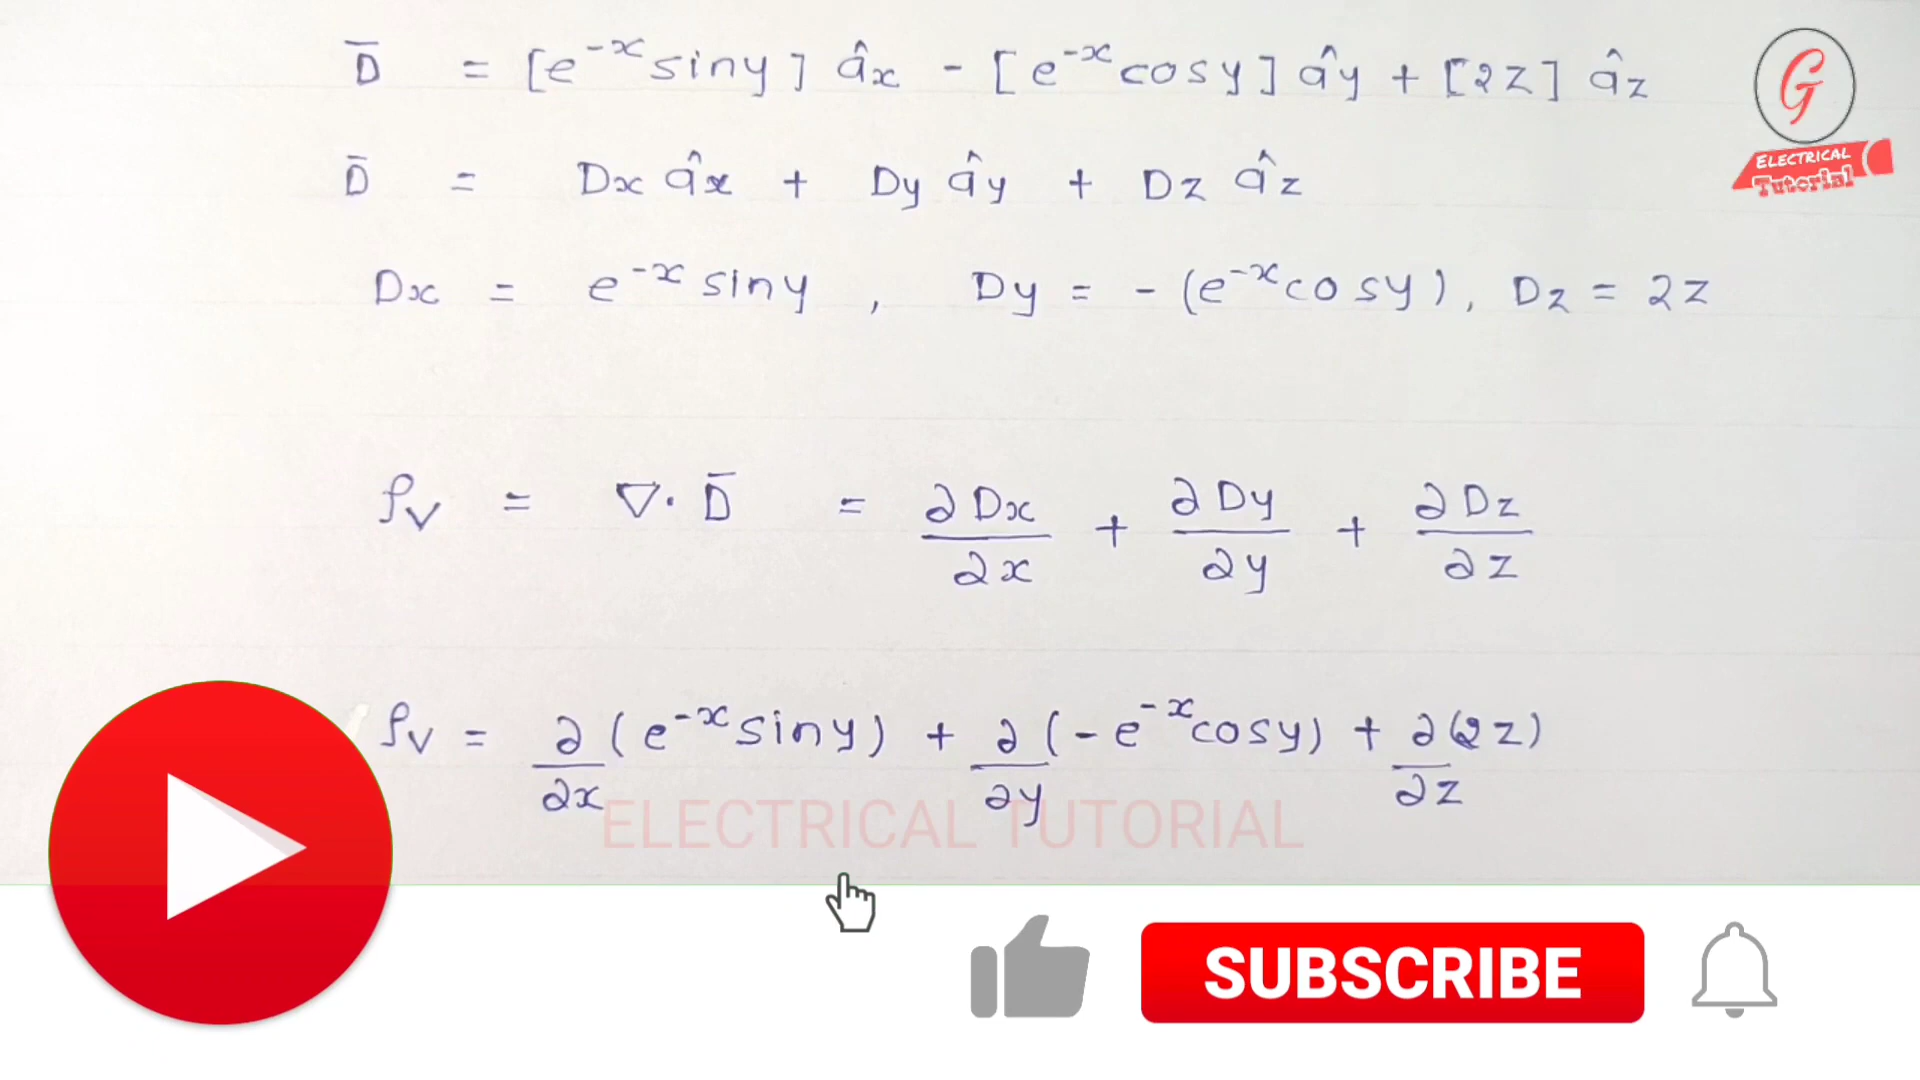 D̅ = [e^-x siny] âx - [e^-x cosy] ây + [2z] âz
G
ELECTRICAL
Tutorial
D̅ = Dx âx + Dy ây + Dz âz
Dx = e^-x siny , Dy = - (e^-x cosy), Dz = 2z
ρv = ∇· D̅ = ∂Dx/∂x + ∂Dy/∂y + ∂Dz/∂z
ρv = ∂/∂x (e^-x siny) + ∂/∂y (-e^-x cosy) + ∂/∂z (2z)
ELECTRICAL TUTORIAL
SUBSCRIBE